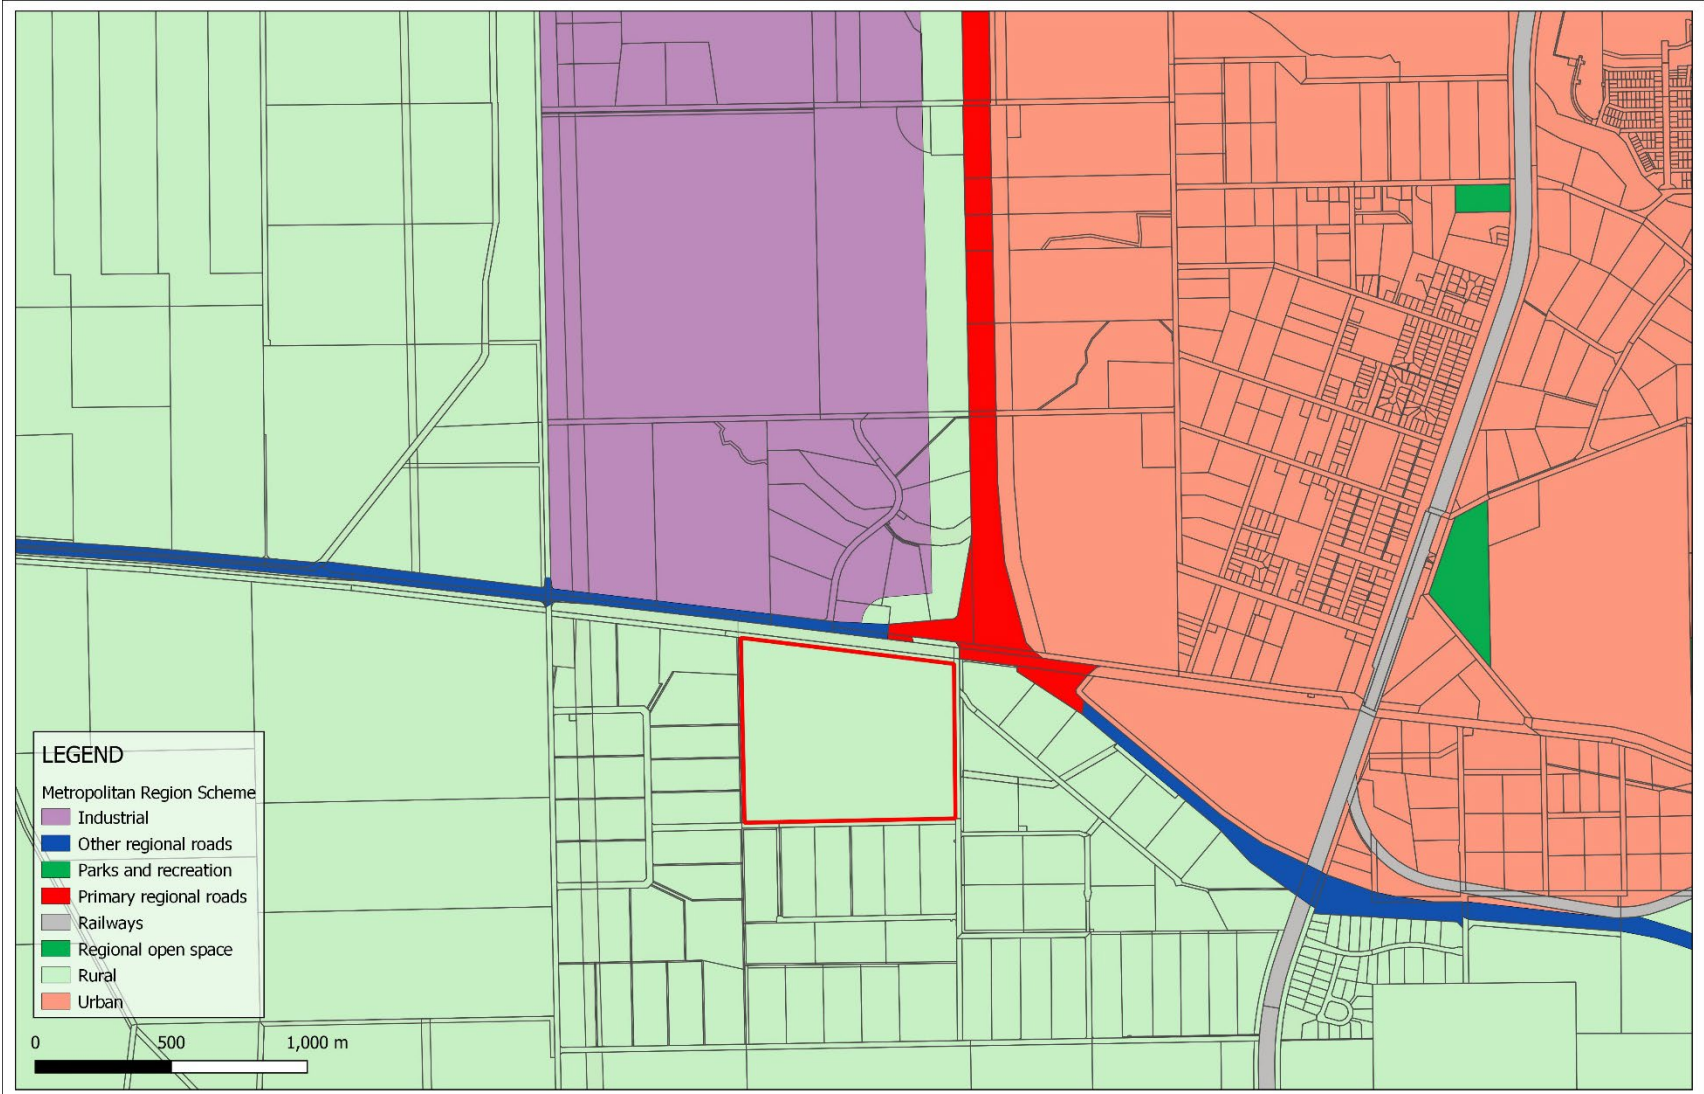 LEGEND
Metropolitan Region Scheme
Industrial
Other regional roads
Parks and recreation
Primary regional roads
Railways
Regional open space
Rural
Urban
0 500 1,000 m